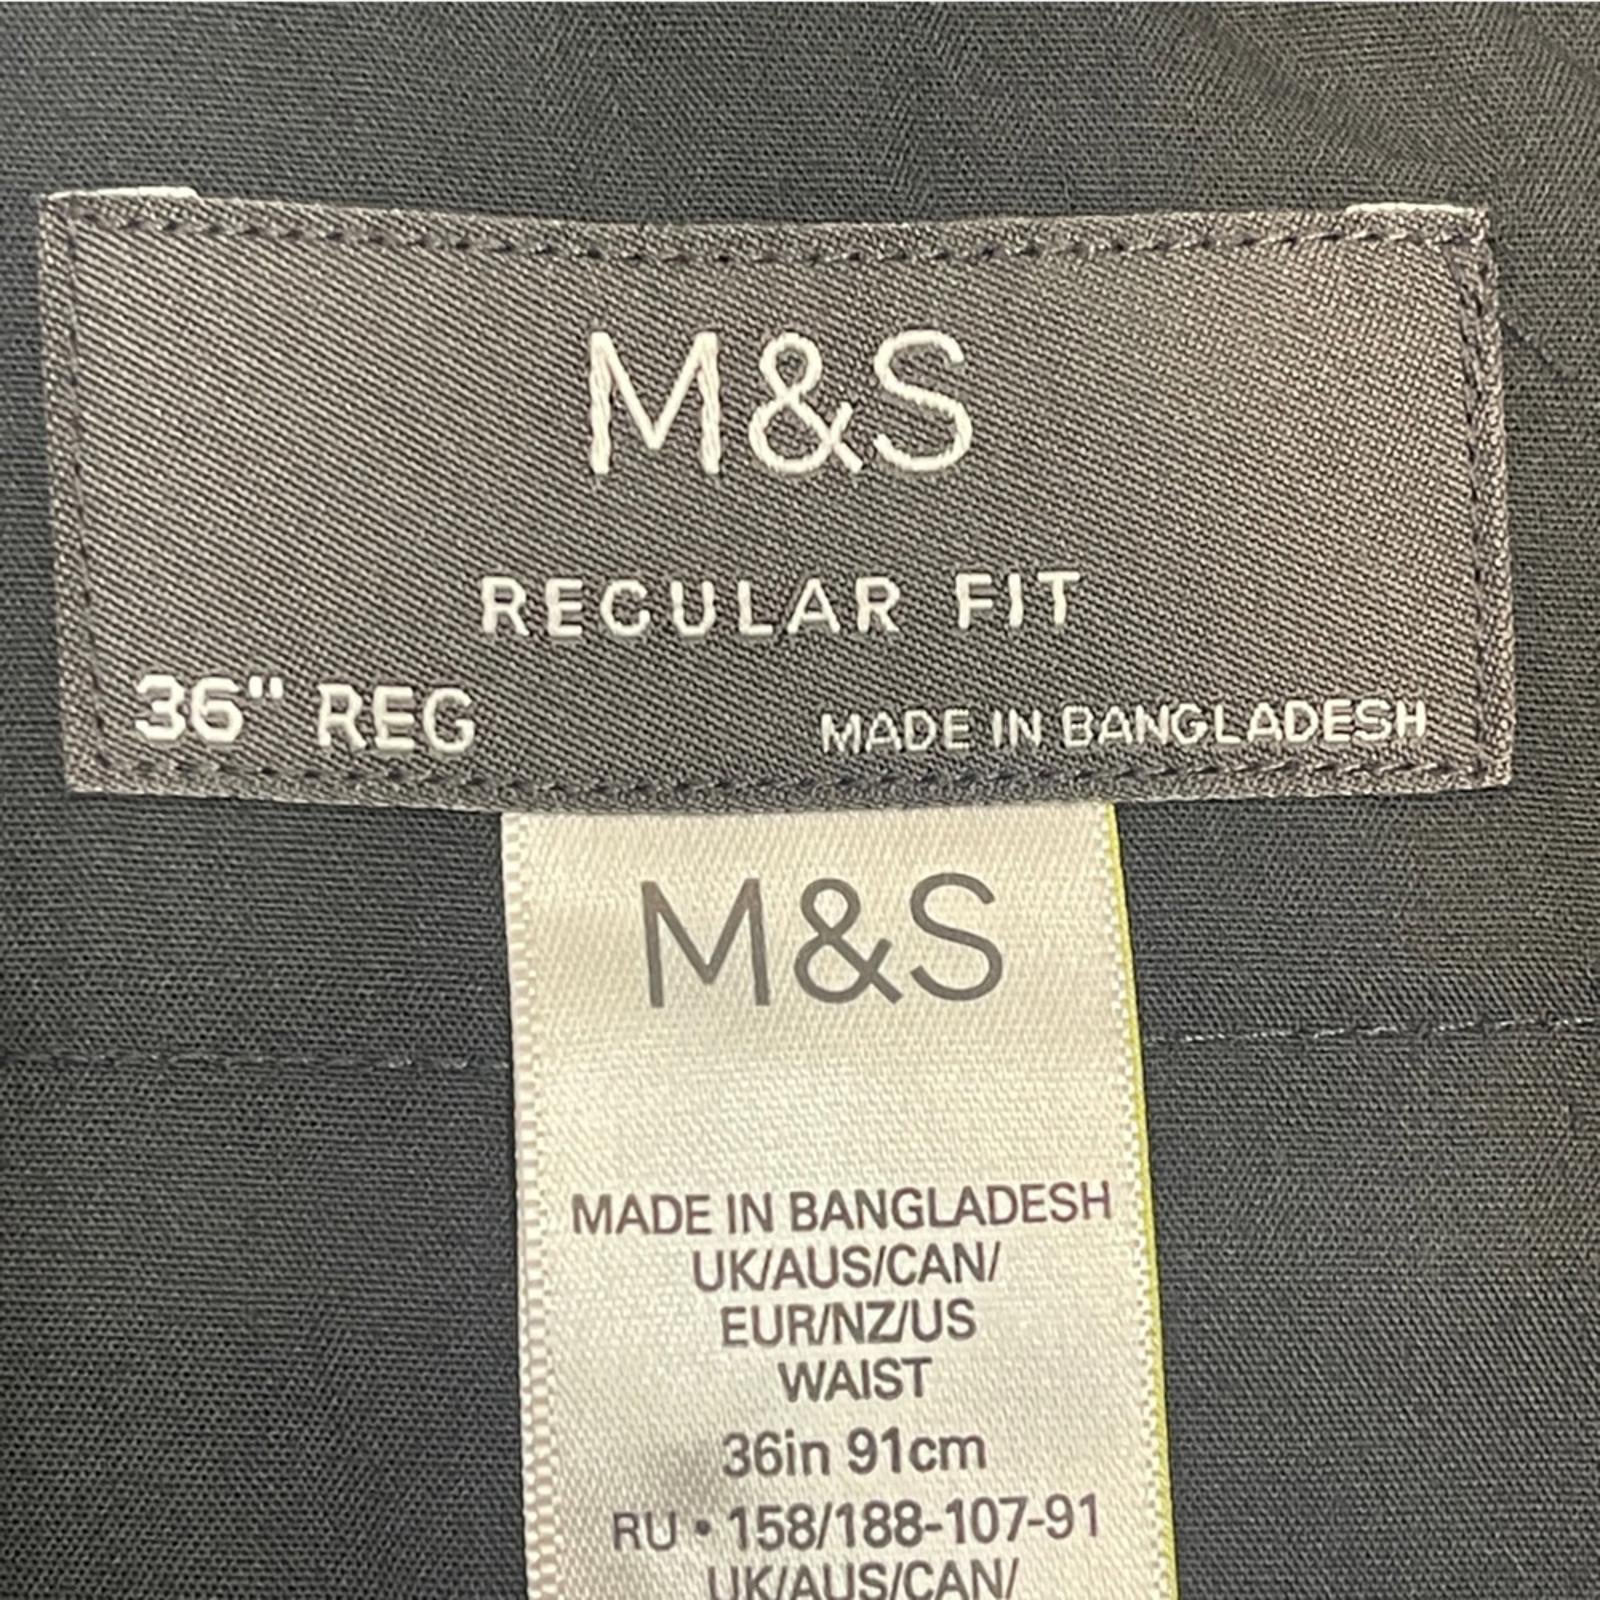 M&S
REGULAR FIT
36" REG
MADE IN BANGLADESH
M&S
MADE IN BANGLADESH
UK/AUS/CAN/
EUR/NZ/US
WAIST
36in 91cm
RU • 158/188-107-91
UK/AUS/CAN/